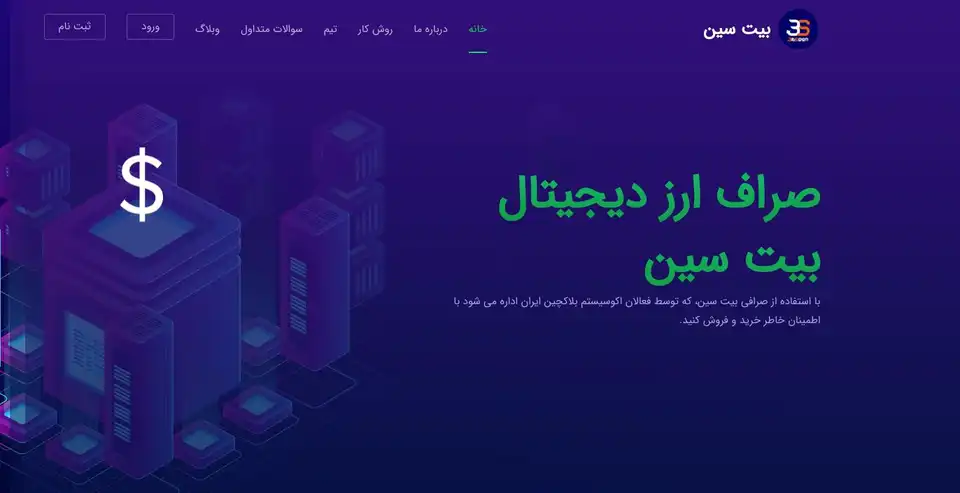 بیت سین
خانه
درباره ما
روش کار
تیم
سوالات متداول
وبلاگ
ورود
ثبت نام
$
صراف ارز دیجیتال
بیت سین
با استفاده از صرافی بیت سین، که توسط فعالان اکوسیستم بلاکچین ایران اداره می شود با
اطمینان خاطر خرید و فروش کنید.